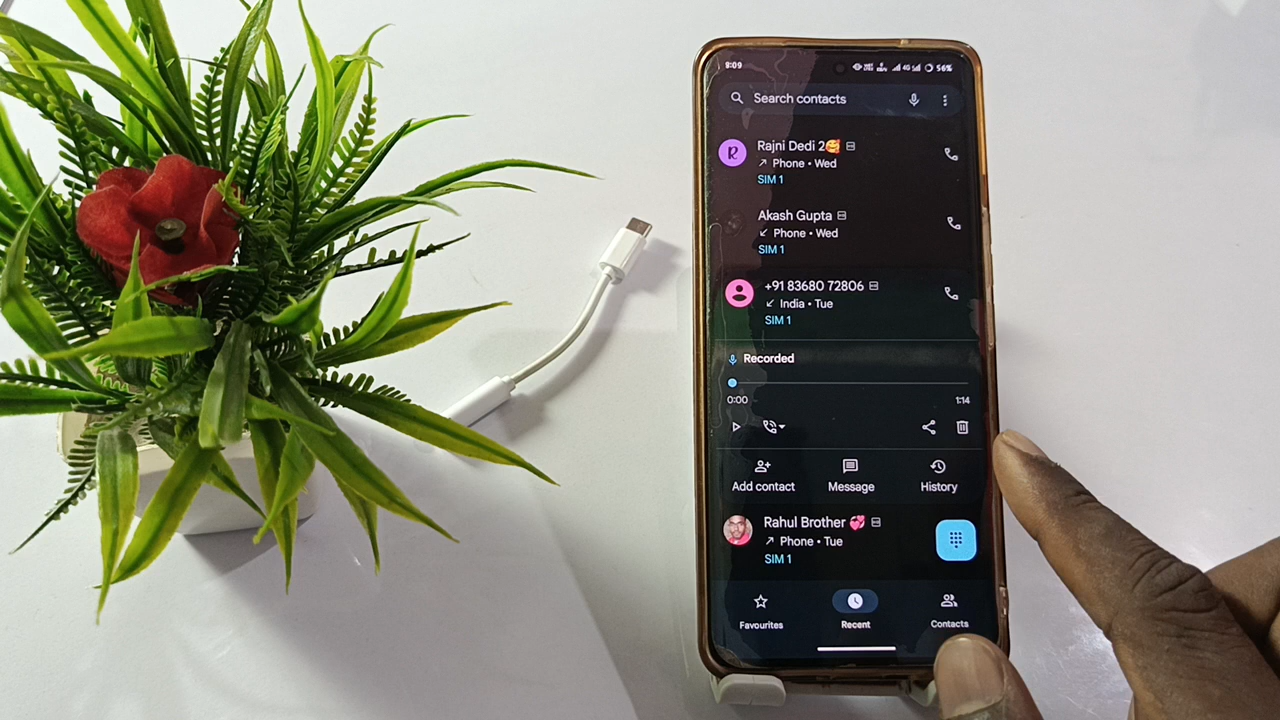 8:09
4G
56%
Search contacts
R
Rajni Dedi 2🥰
↗ Phone • Wed
SIM 1
Akash Gupta
↙ Phone • Wed
SIM 1
+91 83680 72806
↙ India • Tue
SIM 1
Recorded
0:00
1:14
Add contact
Message
History
Rahul Brother 💞
↗ Phone • Tue
SIM 1
Favourites
Recent
Contacts